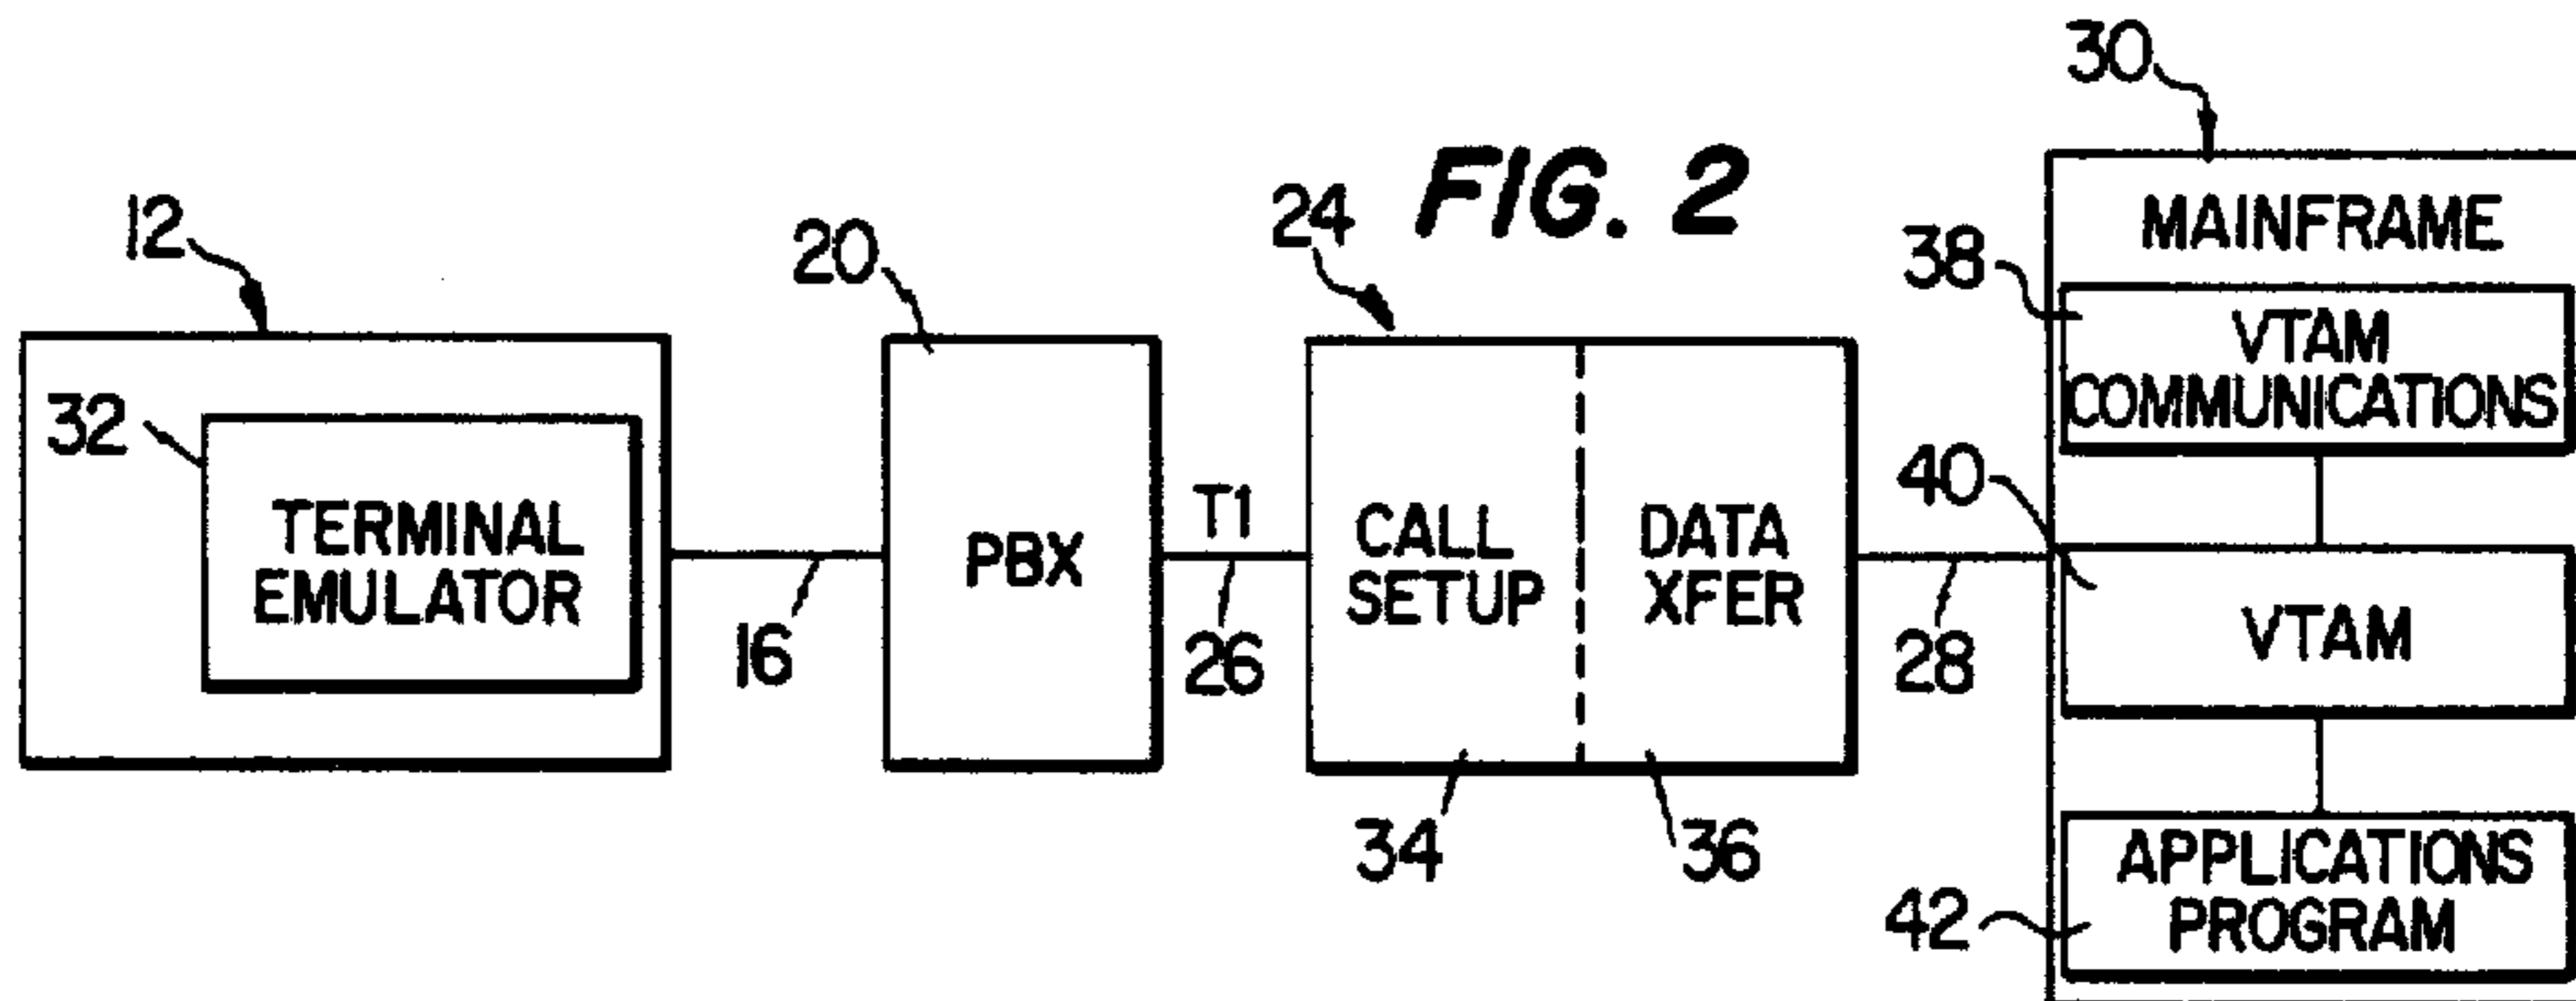 FIG. 2
12
32
TERMINAL
EMULATOR
16
20
PBX
T1
26
24
CALL
SETUP
DATA
XFER
34
36
28
30
MAINFRAME
38
VTAM
COMMUNICATIONS
40
VTAM
42
APPLICATIONS
PROGRAM